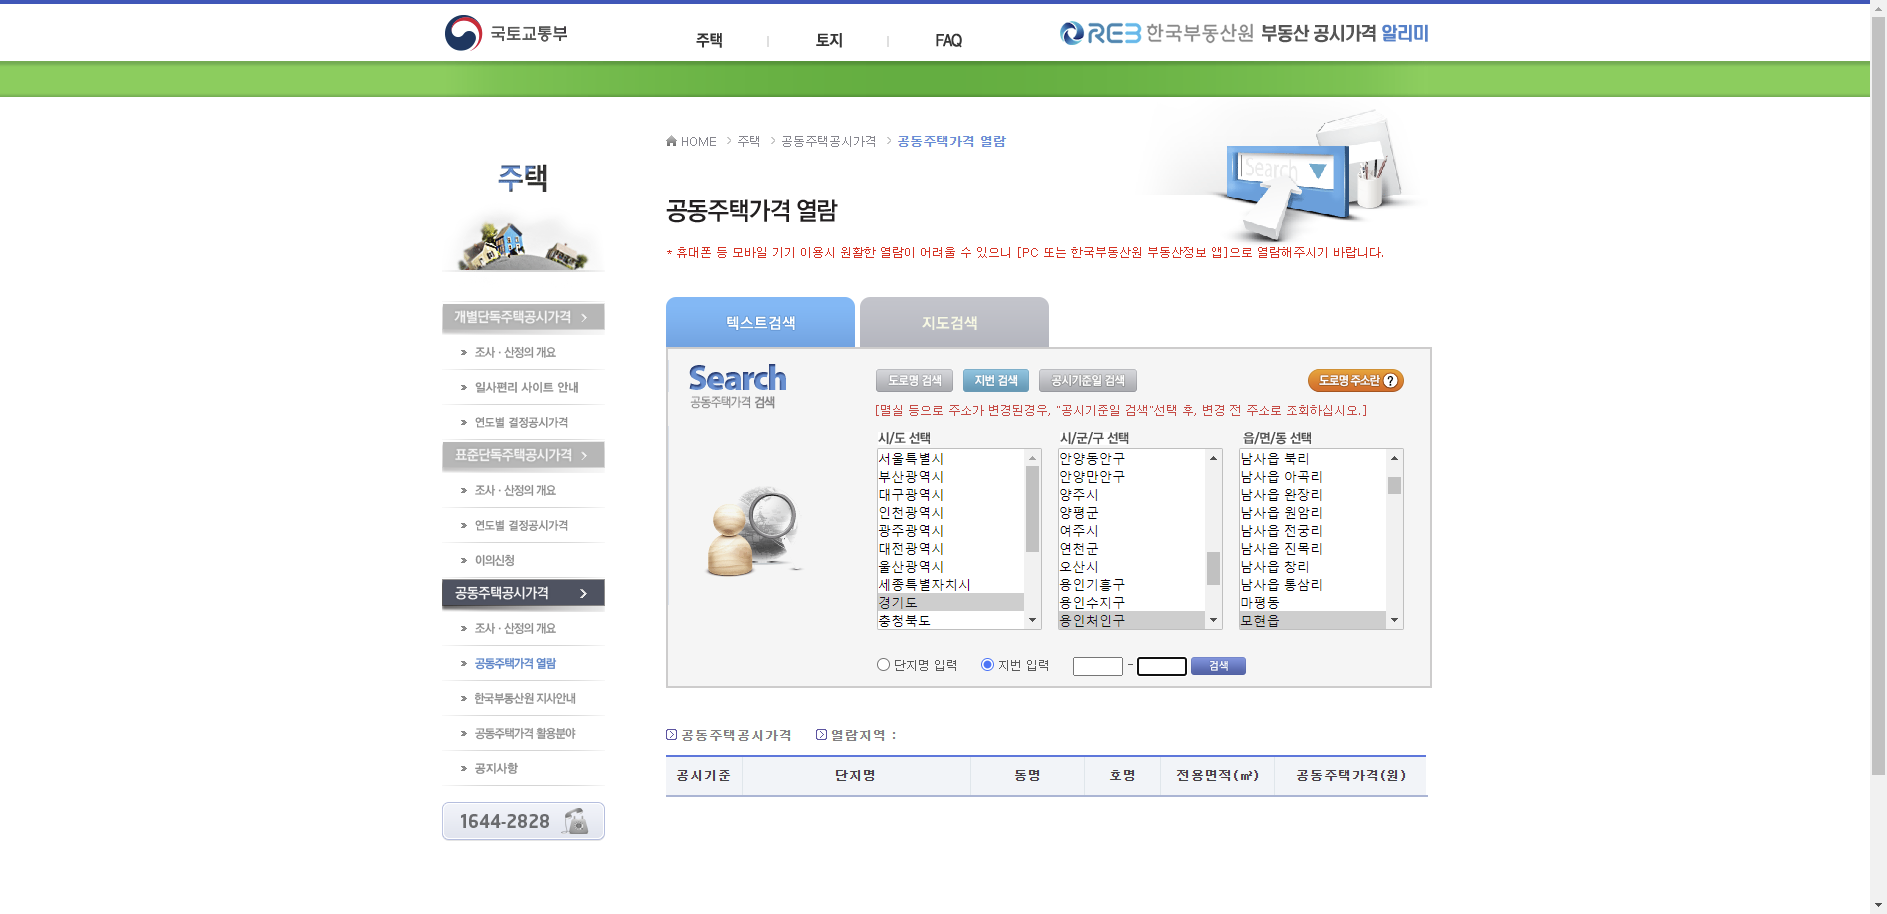 국토교통부
주택
토지
FAQ
REB 한국부동산원 부동산 공시가격 알리미
HOME > 주택 > 공동주택공시가격 > 공동주택가격 열람
Search
주택
공동주택가격 열람
* 휴대폰 등 모바일 기기 이용시 원활한 열람이 어려울 수 있으니 [PC 또는 한국부동산원 부동산정보 앱]으로 열람해주시기 바랍니다.
개별단독주택공시가격
조사 · 산정의 개요
일사편리 사이트 안내
연도별 결정공시가격
표준단독주택공시가격
조사 · 산정의 개요
연도별 결정공시가격
이의신청
공동주택공시가격
조사 · 산정의 개요
공동주택가격 열람
한국부동산원 지사안내
공동주택가격 활용분야
공지사항
1644-2828
텍스트검색
지도검색
Search
공동주택가격 검색
도로명 검색
지번 검색
공시기준일 검색
도로명 주소란 ?
[멸실 등으로 주소가 변경된경우, "공시기준일 검색"선택 후, 변경 전 주소로 조회하십시오.]
시/도 선택
서울특별시
부산광역시
대구광역시
인천광역시
광주광역시
대전광역시
울산광역시
세종특별자치시
경기도
충청북도
시/군/구 선택
안양동안구
안양만안구
양주시
양평군
여주시
연천군
오산시
용인기흥구
용인수지구
용인처인구
읍/면/동 선택
남사읍 북리
남사읍 아곡리
남사읍 완장리
남사읍 원암리
남사읍 전궁리
남사읍 진목리
남사읍 창리
남사읍 통삼리
마평동
모현읍
단지명 입력
지번 입력
-
검색
공동주택공시가격
열람지역 :
공시기준
단지명
동명
호명
전용면적(㎡)
공동주택가격(원)